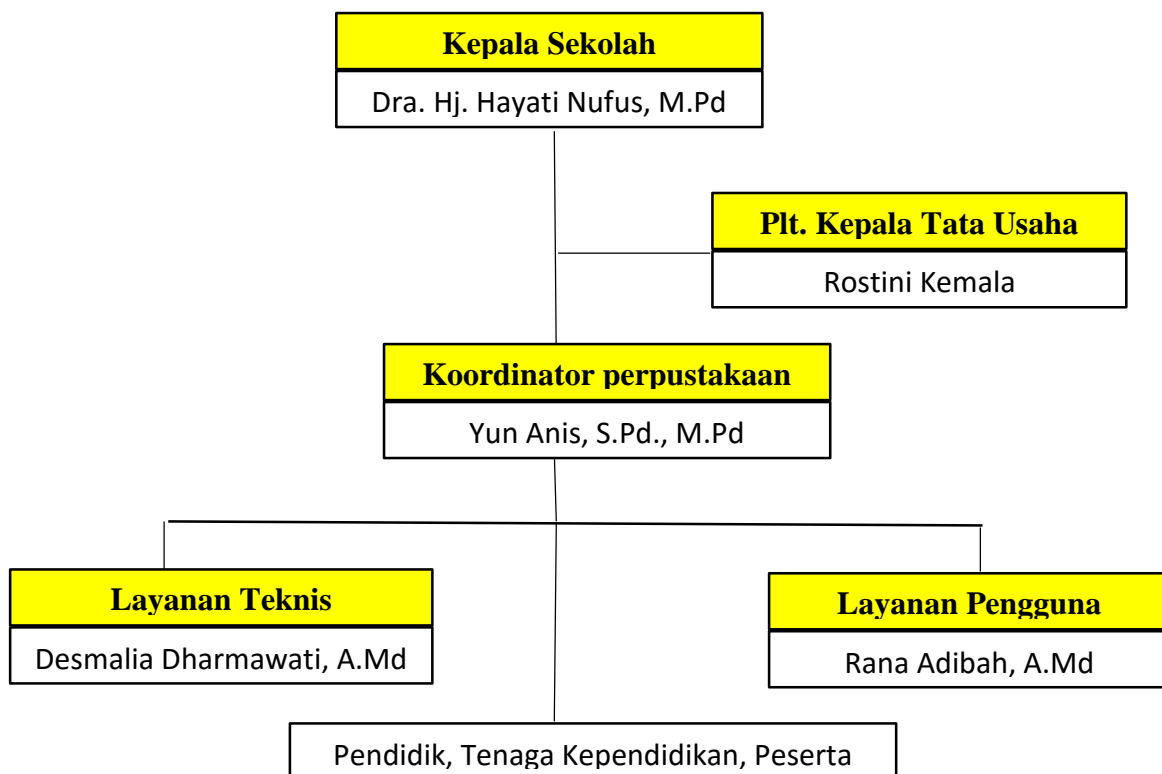 Kepala Sekolah
Dra. Hj. Hayati Nufus, M.Pd
Plt. Kepala Tata Usaha
Rostini Kemala
Koordinator perpustakaan
Yun Anis, S.Pd., M.Pd
Layanan Teknis
Desmalia Dharmawati, A.Md
Layanan Pengguna
Rana Adibah, A.Md
Pendidik, Tenaga Kependidikan, Peserta